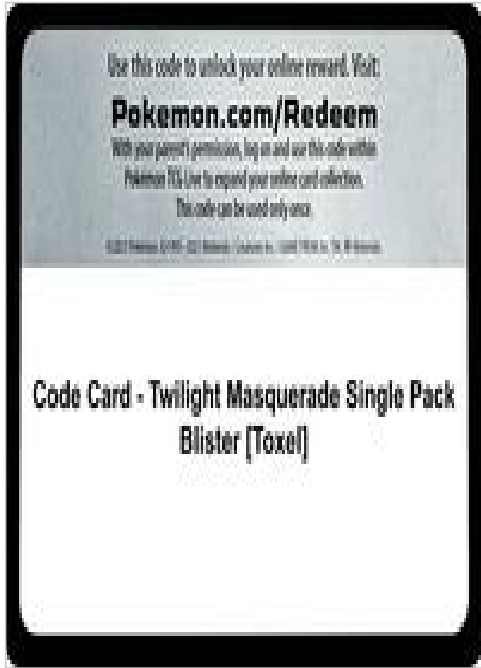 Use this code to unlock your online reward. Visit:
Pokemon.com/Redeem
With your parent's permission, log on and use this code within
Pokémon TCG Live to expand your online card collection.
This code can be used only once.
Code Card - Twilight Masquerade Single Pack
Blister [Toxel]